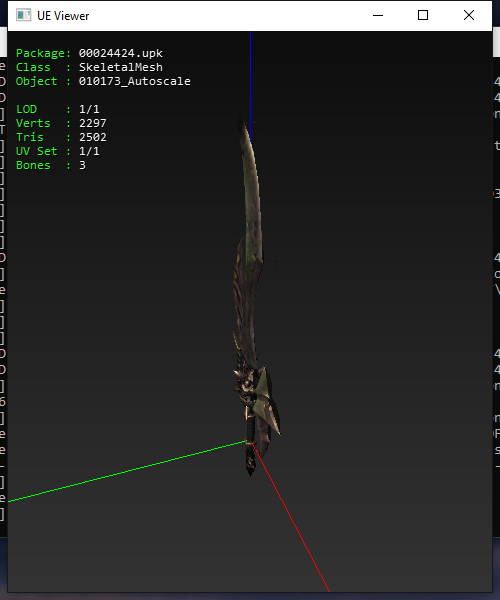 UE Viewer
Package: 00024424.upk
Class  : SkeletalMesh
Object : 010173_Autoscale
LOD    : 1/1
Verts  : 2297
Tris   : 2502
UV Set : 1/1
Bones  : 3